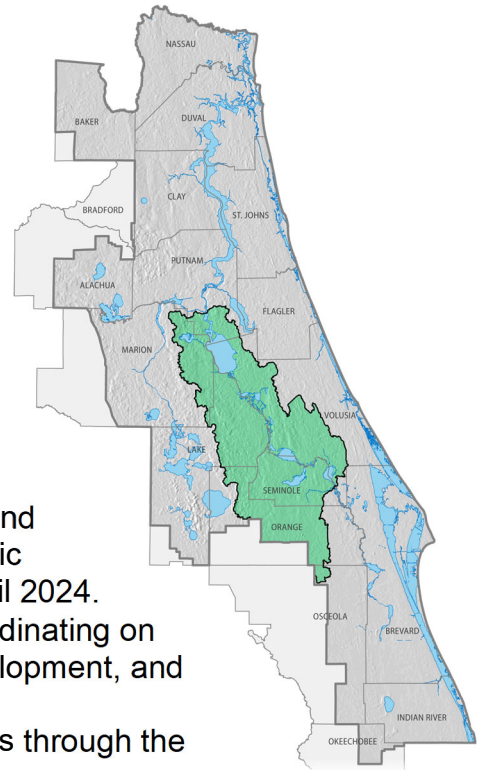 NASSAU
BAKER
DUVAL
CLAY
BRADFORD
ST. JOHNS
PUTNAM
ALACHUA
FLAGLER
MARION
VOLUSIA
LAKE
SEMINOLE
ORANGE
OSCEOLA
BREVARD
INDIAN RIVER
OKEECHOBEE
nd
ic
il 2024.
dinating on
lopment, and
s through the